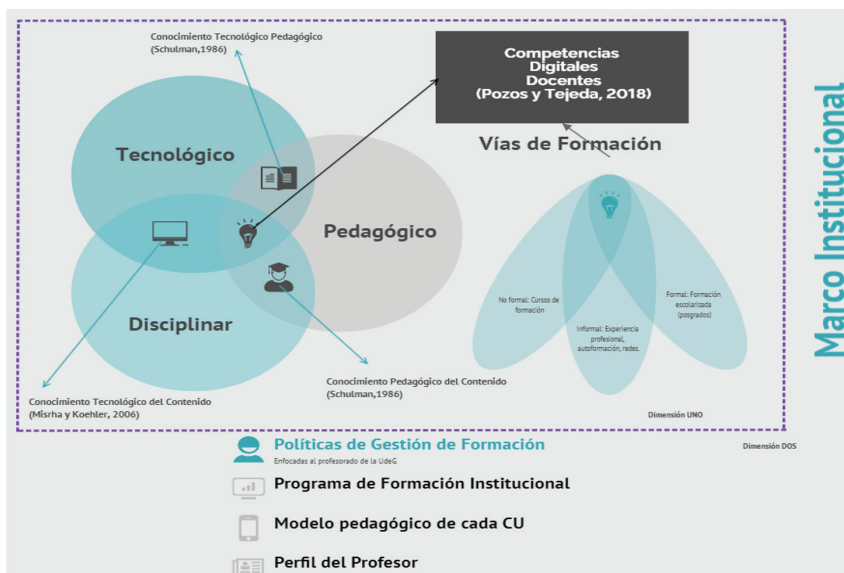 Conocimiento Tecnológico Pedagógico
(Schulman,1986)
Competencias
Digitales
Docentes
(Pozos y Tejeda, 2018)
Vías de Formación
Tecnológico
Pedagógico
Disciplinar
No formal: Cursos de
formación
Informal: Experiencia
profesional,
autoformación, redes.
Formal: Formación
escolarizada
(posgrados)
Conocimiento Pedagógico del Contenido
(Schulman,1986)
Conocimiento Tecnológico del Contenido
(Misrha y Koehler, 2006)
Dimensión UNO
Marco Institucional
Dimensión DOS
Políticas de Gestión de Formación
Enfocadas al profesorado de la UdeG
Programa de Formación Institucional
Modelo pedagógico de cada CU
Perfil del Profesor